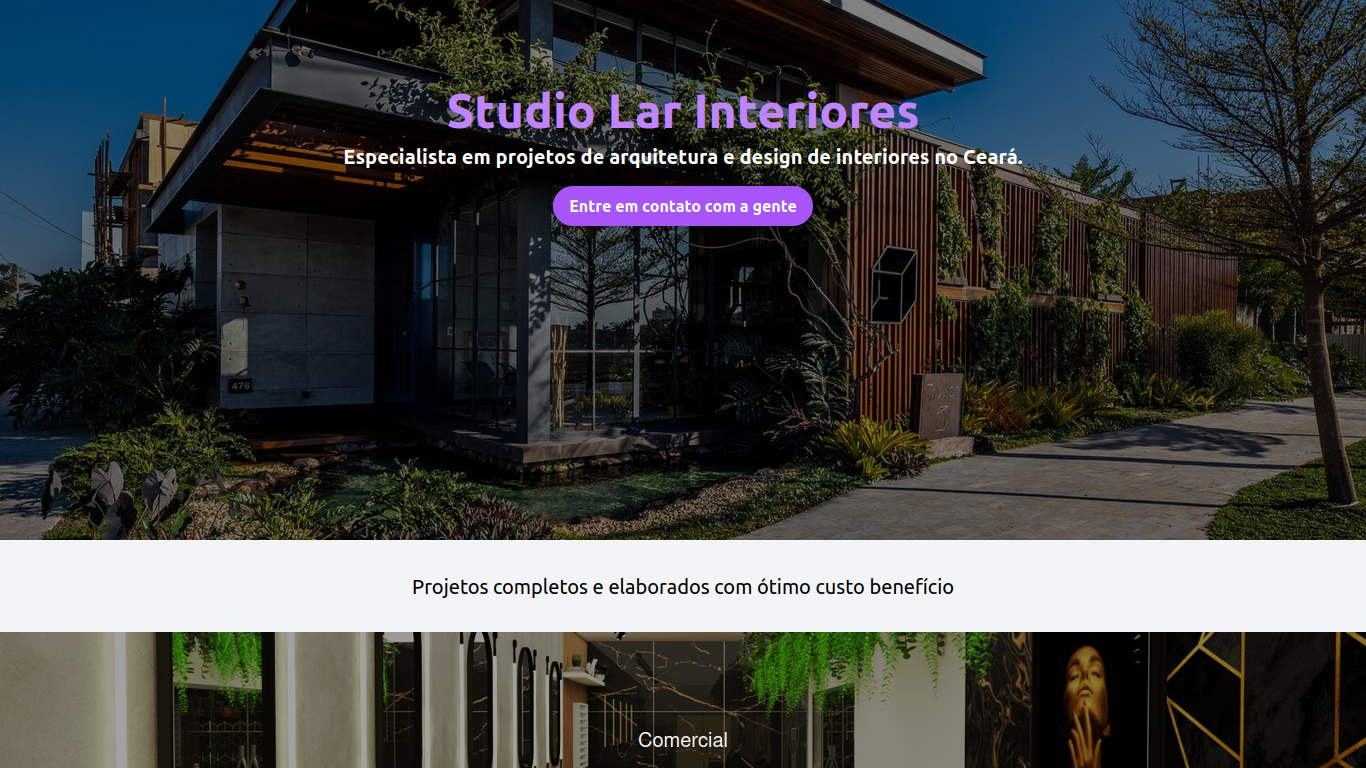 Studio Lar Interiores
Especialista em projetos de arquitetura e design de interiores no Ceará.
Entre em contato com a gente
478
Projetos completos e elaborados com ótimo custo benefício
Comercial